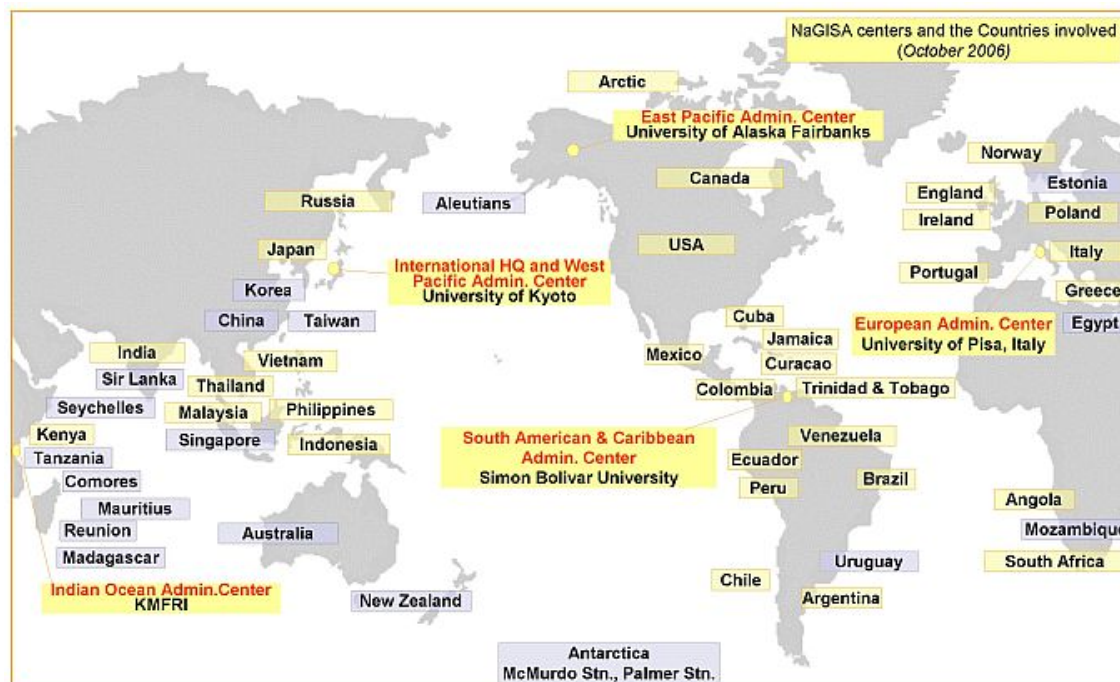 NaGISA centers and the Countries involved
(October 2006)
Arctic
East Pacific Admin. Center
University of Alaska Fairbanks
Norway
Canada
Estonia
England
Russia
Aleutians
Poland
Ireland
USA
Japan
Italy
International HQ and West
Pacific Admin. Center
University of Kyoto
Portugal
Korea
Greece
Cuba
China
Taiwan
European Admin. Center
University of Pisa, Italy
Egypt
Jamaica
India
Vietnam
Mexico
Curacao
Sir Lanka
Thailand
Colombia
Trinidad & Tobago
Seychelles
Malaysia
Philippines
Kenya
Singapore
Indonesia
South American & Caribbean
Admin. Center
Simon Bolivar University
Venezuela
Tanzania
Ecuador
Comores
Peru
Brazil
Mauritius
Angola
Reunion
Australia
Mozambique
Madagascar
Uruguay
South Africa
Indian Ocean Admin.Center
KMFRI
Chile
New Zealand
Argentina
Antarctica
McMurdo Stn., Palmer Stn.